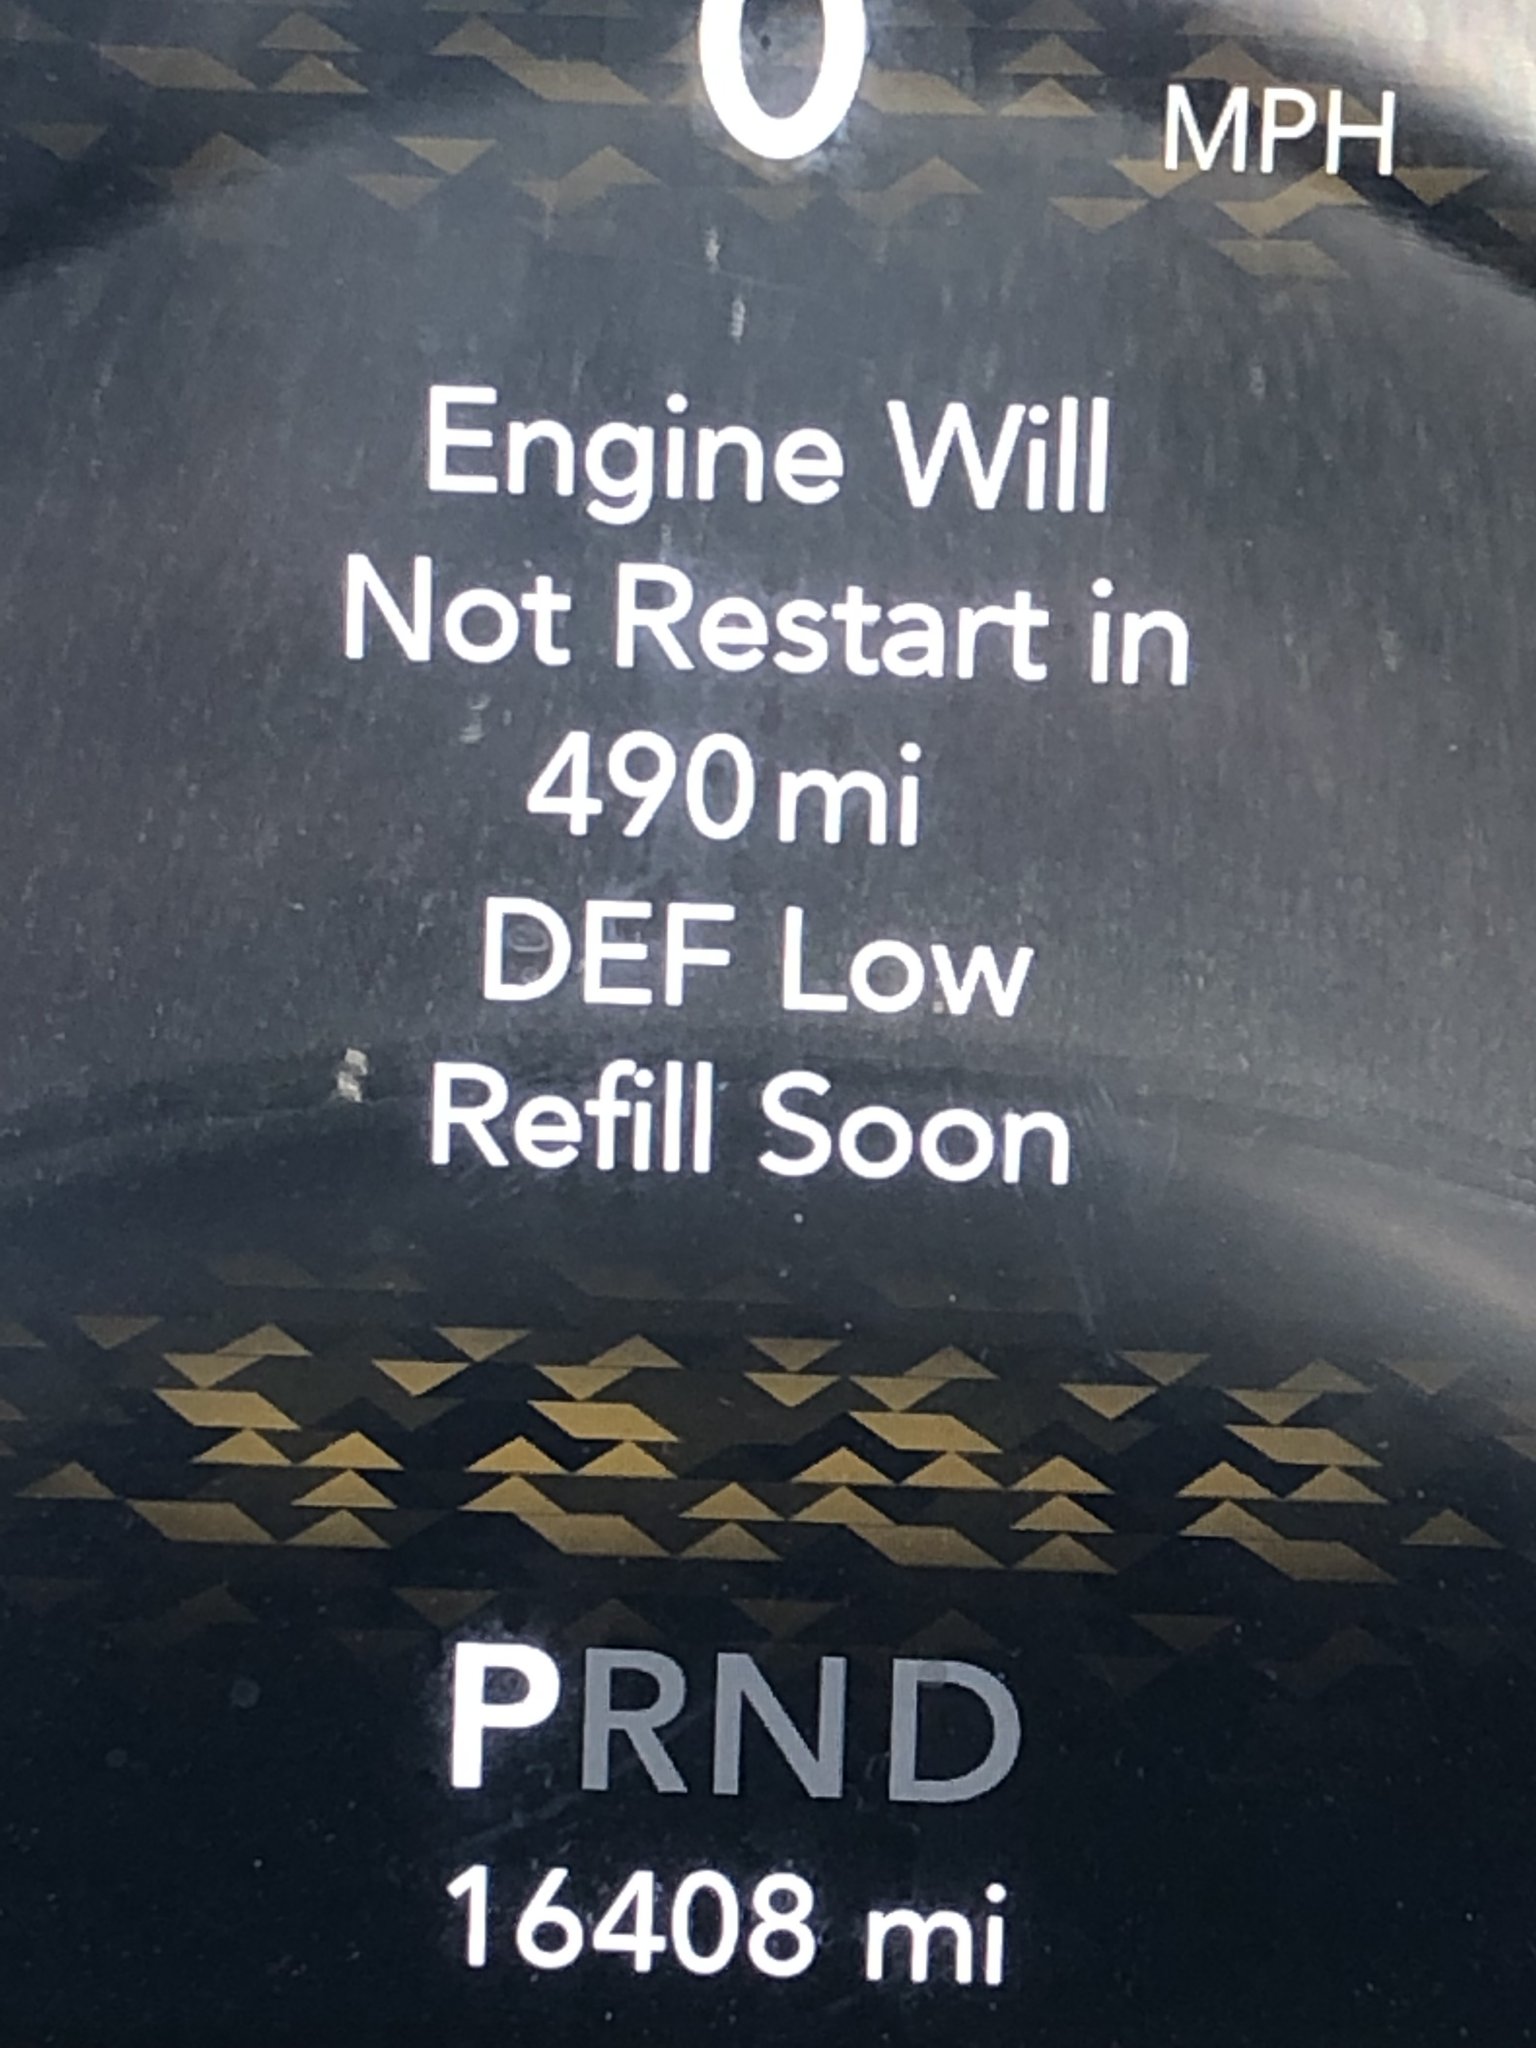 0
MPH
Engine Will
Not Restart in
490 mi
DEF Low
Refill Soon
PRND
16408 mi